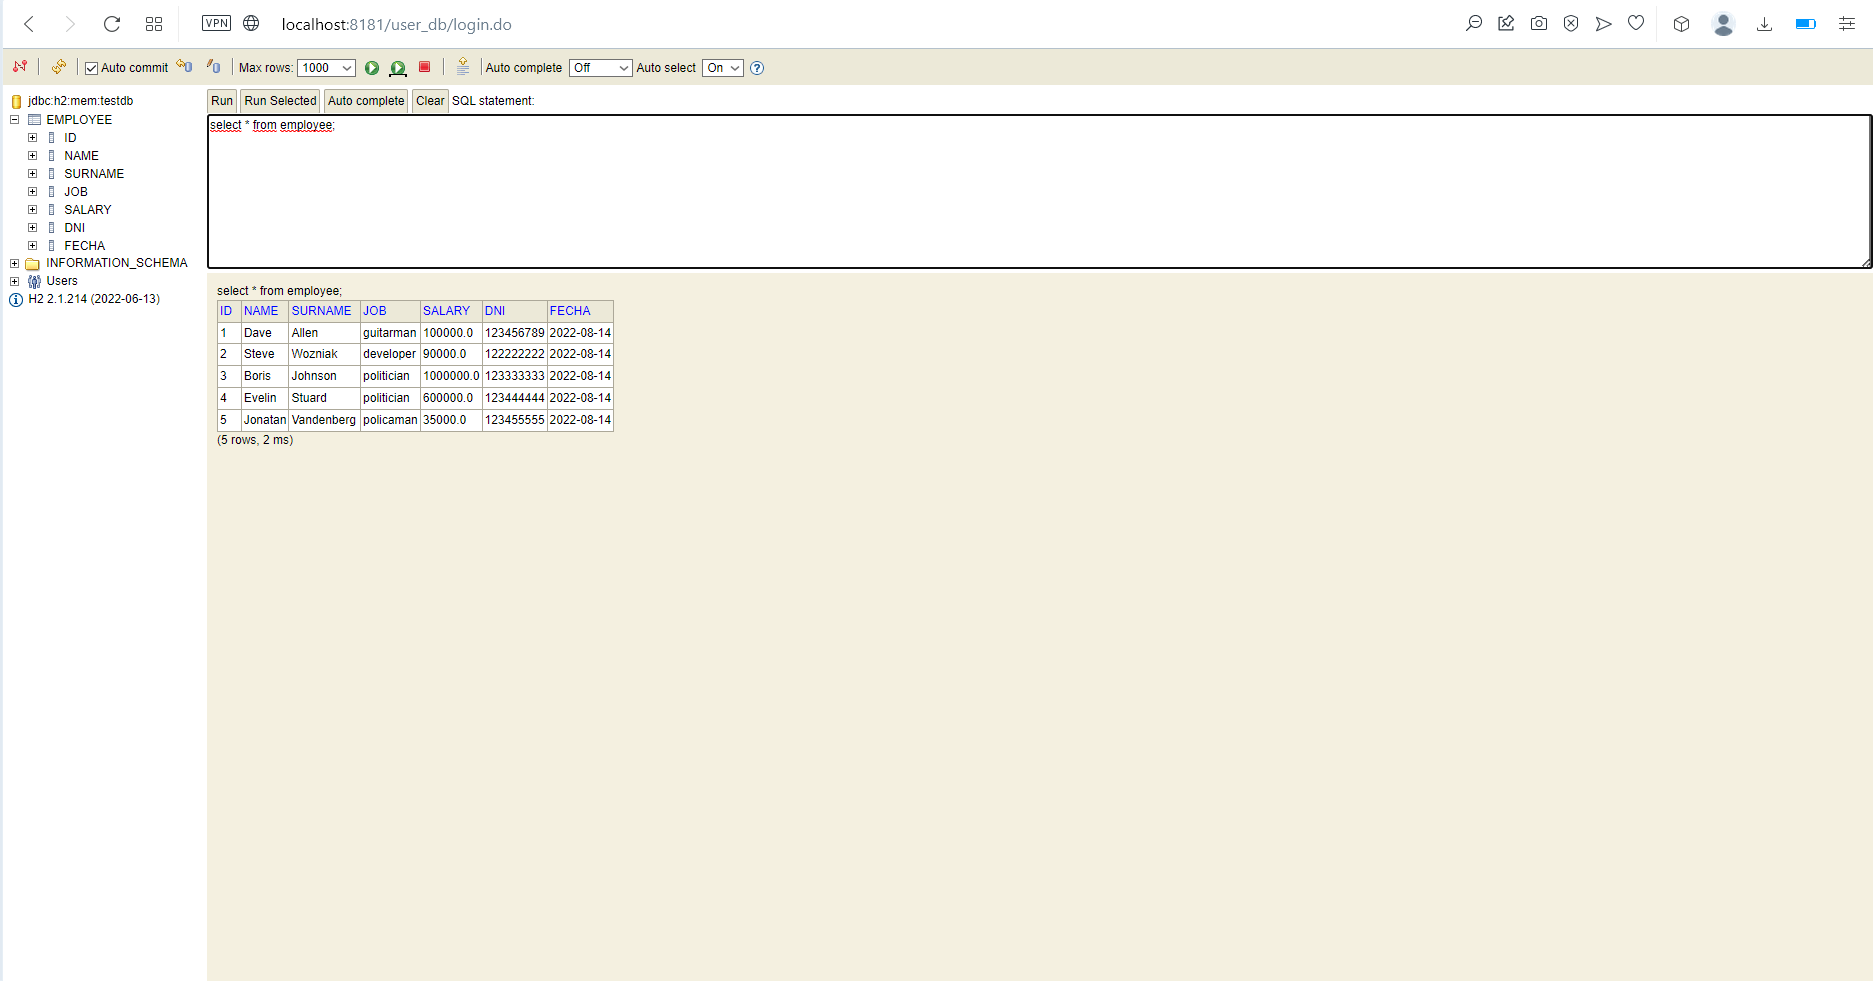 VPN localhost:8181/user_db/login.do
Auto commit Max rows: 1000 Auto complete Off Auto select On ?
jdbc:h2:mem:testdb
EMPLOYEE
ID
NAME
SURNAME
JOB
SALARY
DNI
FECHA
INFORMATION_SCHEMA
Users
H2 2.1.214 (2022-06-13)
Run Run Selected Auto complete Clear SQL statement:
select * from employee;
select * from employee;
ID NAME SURNAME JOB SALARY DNI FECHA
1 Dave Allen guitarman 100000.0 123456789 2022-08-14
2 Steve Wozniak developer 90000.0 122222222 2022-08-14
3 Boris Johnson politician 1000000.0 123333333 2022-08-14
4 Evelin Stuard politician 600000.0 123444444 2022-08-14
5 Jonatan Vandenberg policaman 35000.0 123455555 2022-08-14
(5 rows, 2 ms)